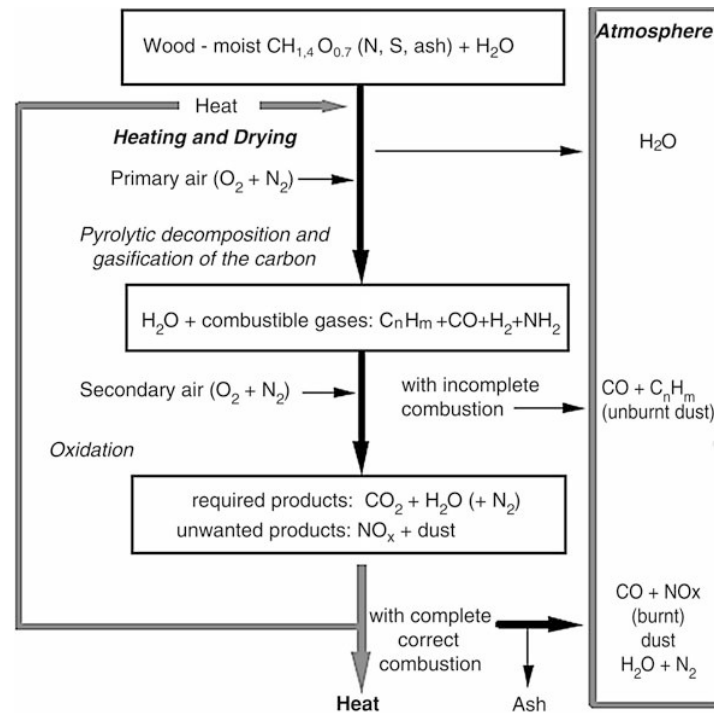 Wood - moist CH₁,₄ O₀.₇ (N, S, ash) + H₂O
Atmosphere
Heat
Heating and Drying
H₂O
Primary air (O₂ + N₂)
Pyrolytic decomposition and
gasification of the carbon
H₂O + combustible gases: CₙHₘ+CO+H₂+NH₂
Secondary air (O₂ + N₂)
with incomplete
combustion
CO + CₙHₘ
(unburnt dust)
Oxidation
required products: CO₂ + H₂O (+ N₂)
unwanted products: NOₓ + dust
with complete
correct
combustion
CO + NOx
(burnt)
dust
H₂O + N₂
Heat
Ash